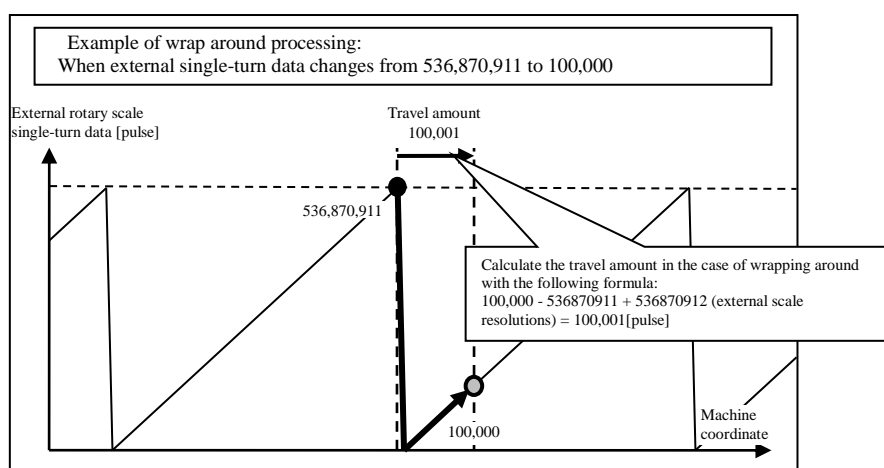 Example of wrap around processing:
When external single-turn data changes from 536,870,911 to 100,000
External rotary scale
single-turn data [pulse]
Travel amount
100,001
536,870,911
Calculate the travel amount in the case of wrapping around
with the following formula:
100,000 - 536870911 + 536870912 (external scale
resolutions) = 100,001[pulse]
100,000
Machine
coordinate